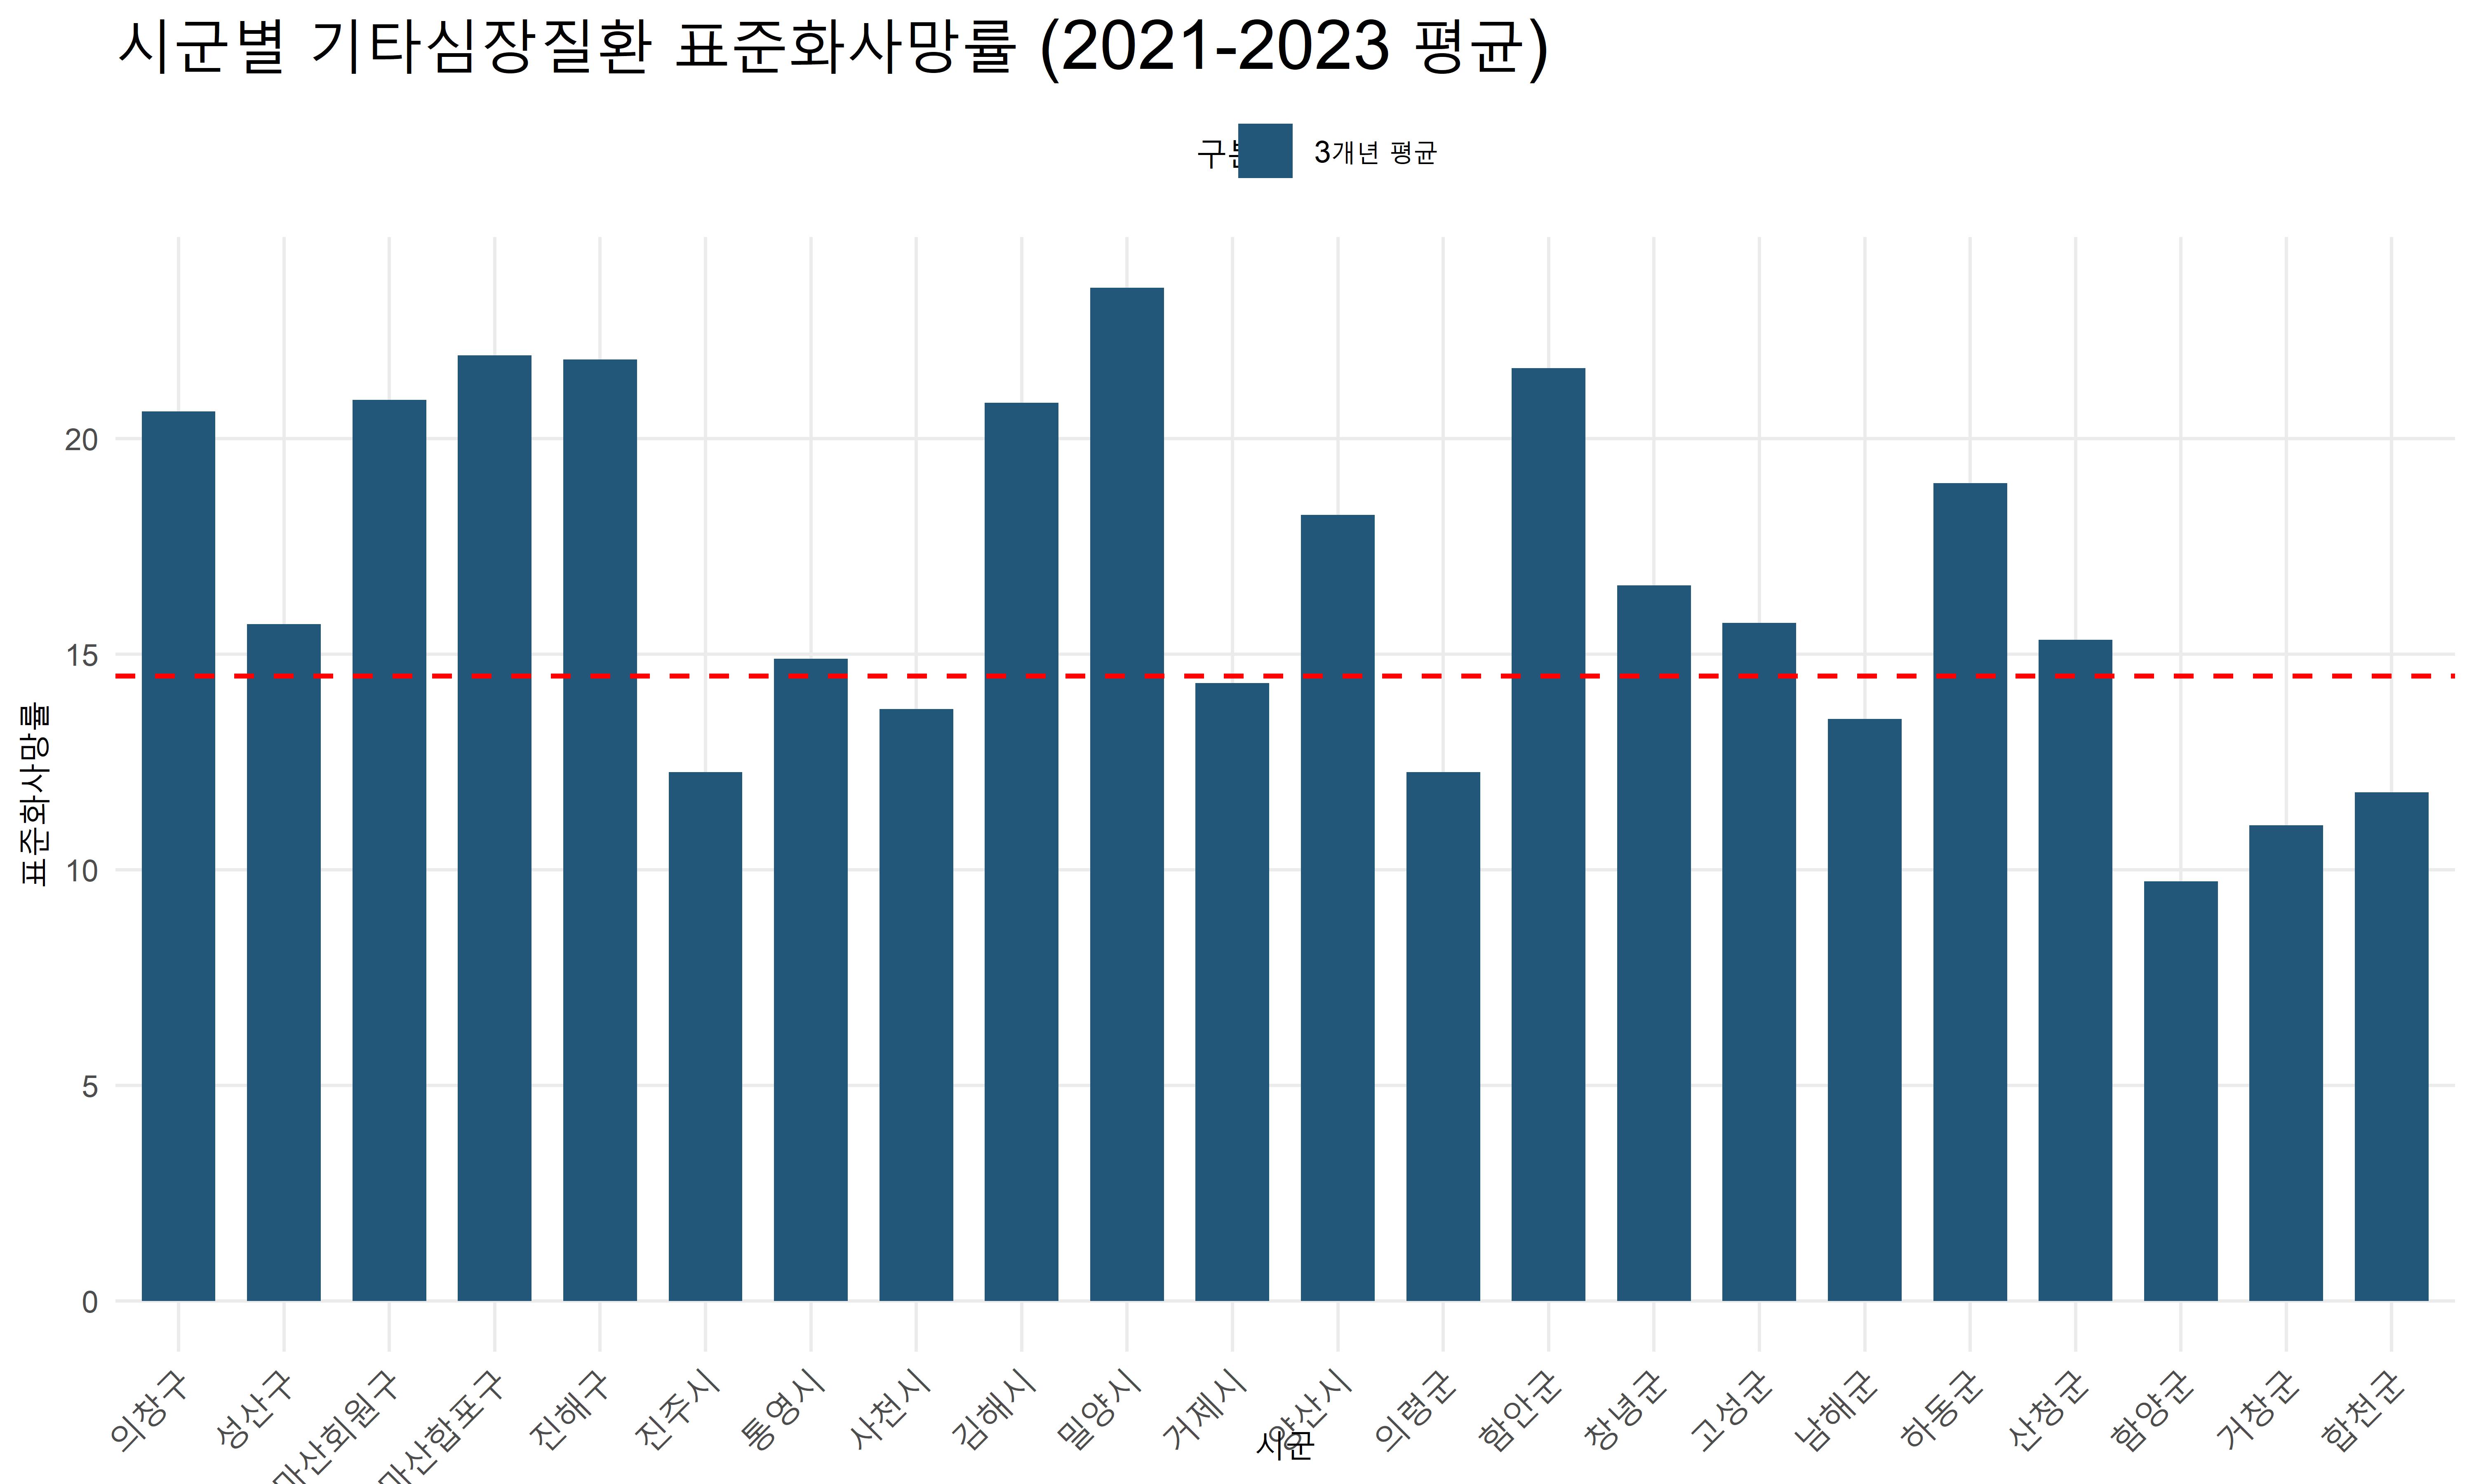 시군별 기타심장질환 표준화사망률 (2021-2023 평균)
3개년 평균
20
15
10
5
0
표준화사망률
의창구
성산구
마산회원구
마산합포구
진해구
진주시
통영시
사천시
김해시
밀양시
거제시
양산시
의령군
함안군
창녕군
고성군
남해군
하동군
산청군
함양군
거창군
합천군
시군